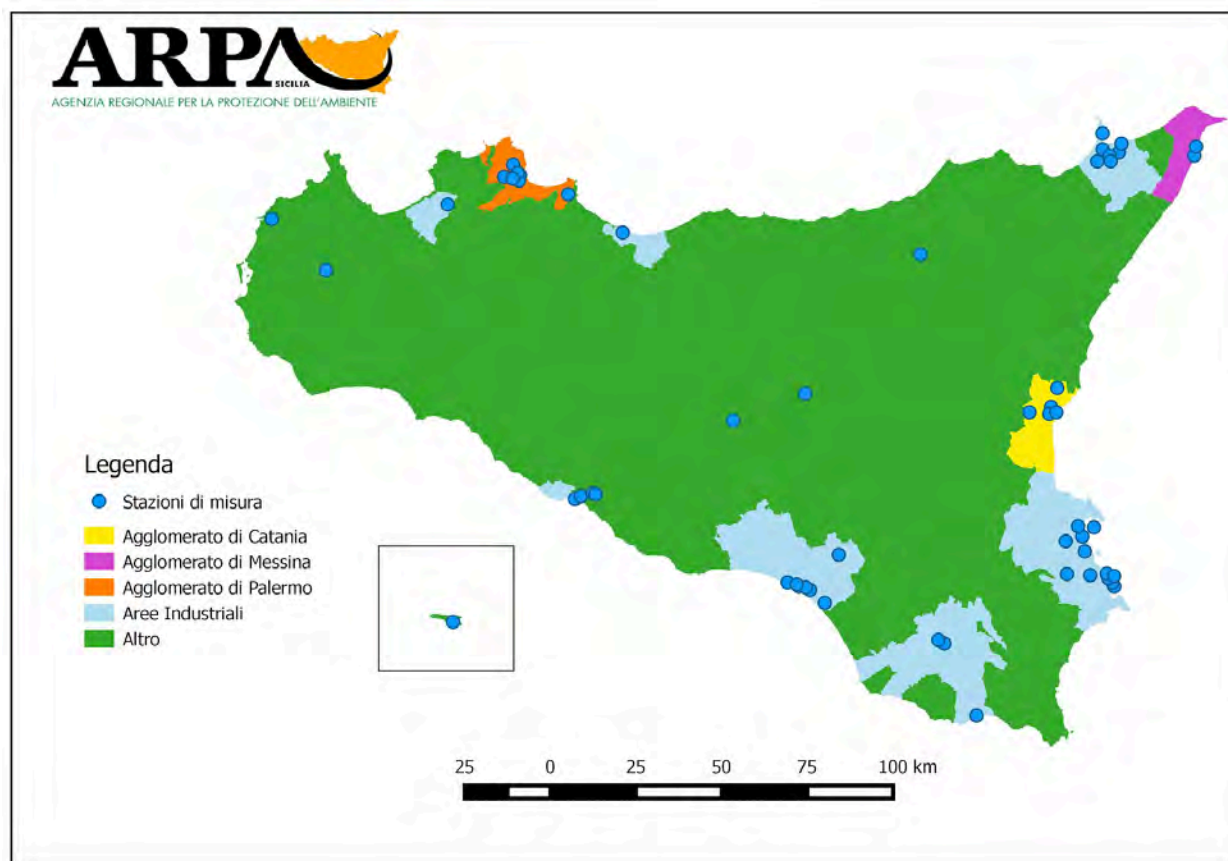 ARPA
SICILIA
AGENZIA REGIONALE PER LA PROTEZIONE DELL'AMBIENTE
Legenda
Stazioni di misura
Agglomerato di Catania
Agglomerato di Messina
Agglomerato di Palermo
Aree Industriali
Altro
25 0 25 50 75 100 km